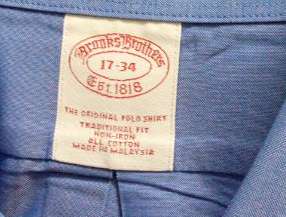 Brooks Brothers
17-34
Est. 1818
THE ORIGINAL POLO SHIRT
TRADITIONAL FIT
NON-IRON
ALL COTTON
MADE IN MALAYSIA